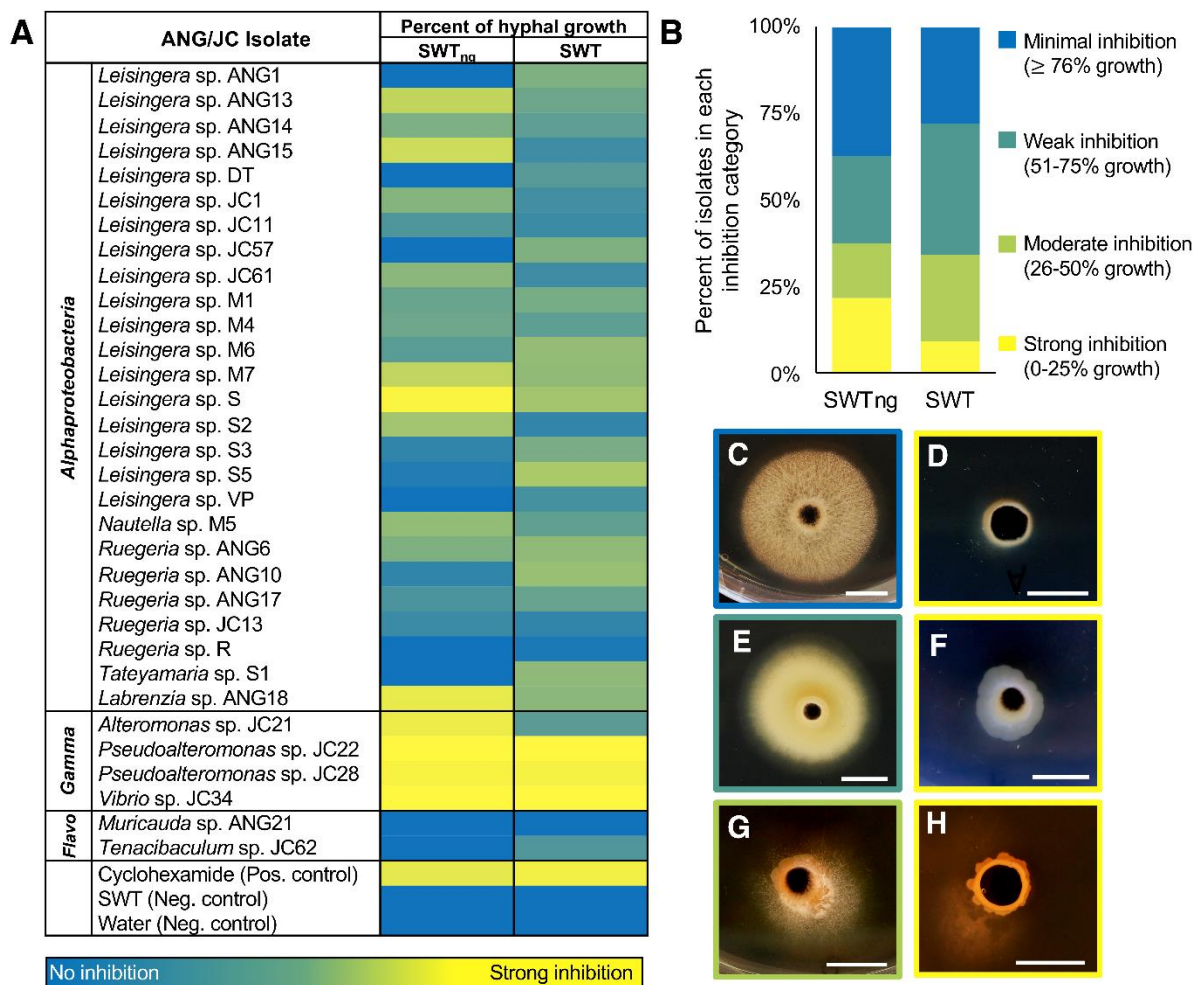 A
ANG/JC Isolate
Percent of hyphal growth
SWTng
SWT
Alphaproteobacteria
Leisingera sp. ANG1
Leisingera sp. ANG13
Leisingera sp. ANG14
Leisingera sp. ANG15
Leisingera sp. DT
Leisingera sp. JC1
Leisingera sp. JC11
Leisingera sp. JC57
Leisingera sp. JC61
Leisingera sp. M1
Leisingera sp. M4
Leisingera sp. M6
Leisingera sp. M7
Leisingera sp. S
Leisingera sp. S2
Leisingera sp. S3
Leisingera sp. S5
Leisingera sp. VP
Nautella sp. M5
Ruegeria sp. ANG6
Ruegeria sp. ANG10
Ruegeria sp. ANG17
Ruegeria sp. JC13
Ruegeria sp. R
Tateyamaria sp. S1
Labrenzia sp. ANG18
Gamma
Alteromonas sp. JC21
Pseudoalteromonas sp. JC22
Pseudoalteromonas sp. JC28
Vibrio sp. JC34
Flavo
Muricauda sp. ANG21
Tenacibaculum sp. JC62
Cyclohexamide (Pos. control)
SWT (Neg. control)
Water (Neg. control)
No inhibition
Strong inhibition
B
Percent of isolates in each
inhibition category
100%
75%
50%
25%
0%
SWTng
SWT
Minimal inhibition
(≥ 76% growth)
Weak inhibition
(51-75% growth)
Moderate inhibition
(26-50% growth)
Strong inhibition
(0-25% growth)
C
D
A
E
F
G
H